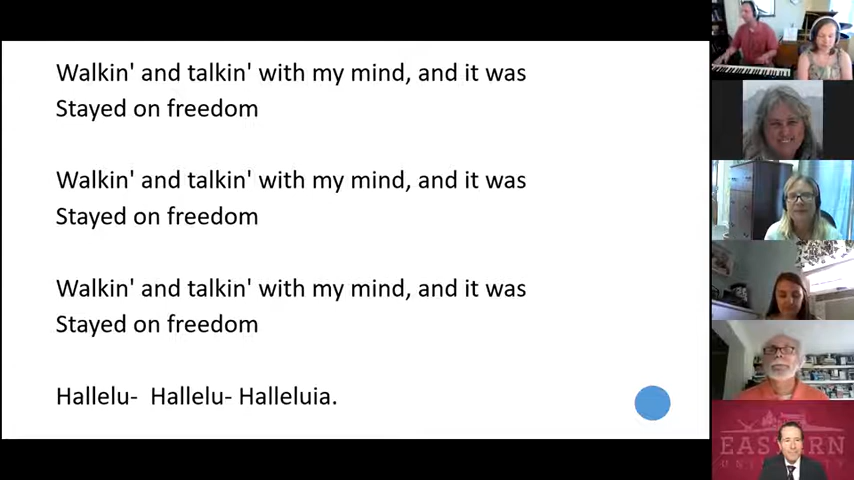 Walkin' and talkin' with my mind, and it was
Stayed on freedom
Walkin' and talkin' with my mind, and it was
Stayed on freedom
Walkin' and talkin' with my mind, and it was
Stayed on freedom
Hallelu-  Hallelu- Halleluia.
EASTERN